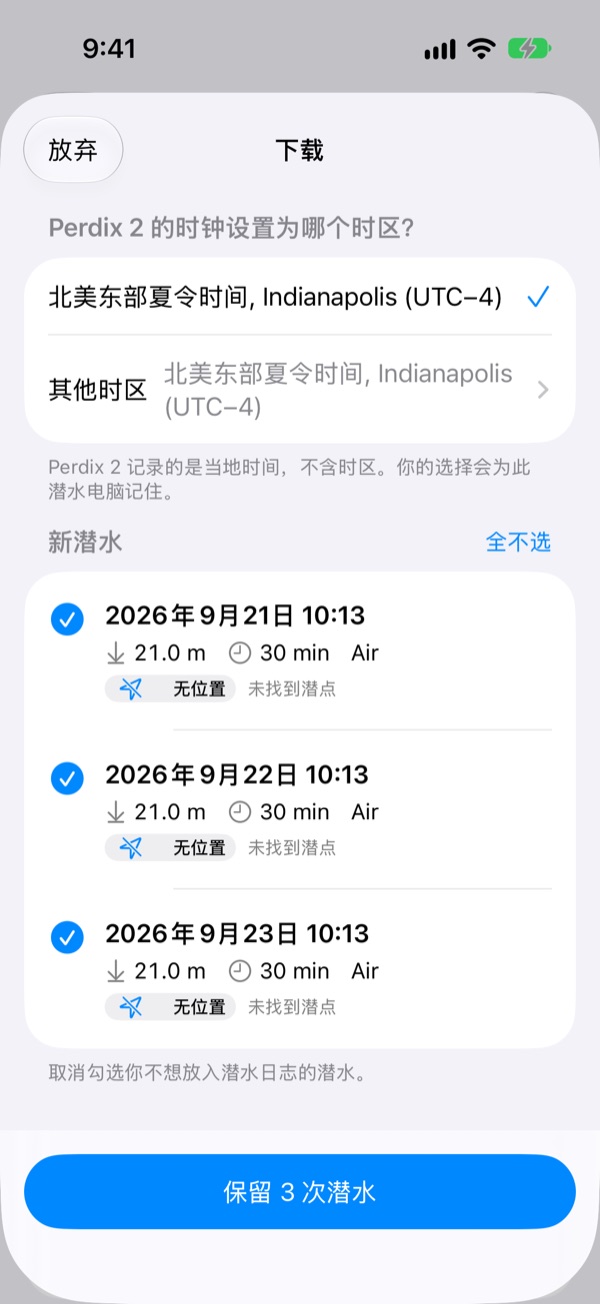 9:41
放弃
下载
Perdix 2 的时钟设置为哪个时区?
北美东部夏令时间, Indianapolis (UTC−4)
其他时区
北美东部夏令时间, Indianapolis
(UTC−4)
Perdix 2 记录的是当地时间，不含时区。你的选择会为此
潜水电脑记住。
新潜水
全不选
2026年9月21日 10:13
21.0 m 30 min Air
无位置 未找到潜点
2026年9月22日 10:13
21.0 m 30 min Air
无位置 未找到潜点
2026年9月23日 10:13
21.0 m 30 min Air
无位置 未找到潜点
取消勾选你不想放入潜水日志的潜水。
保留 3 次潜水